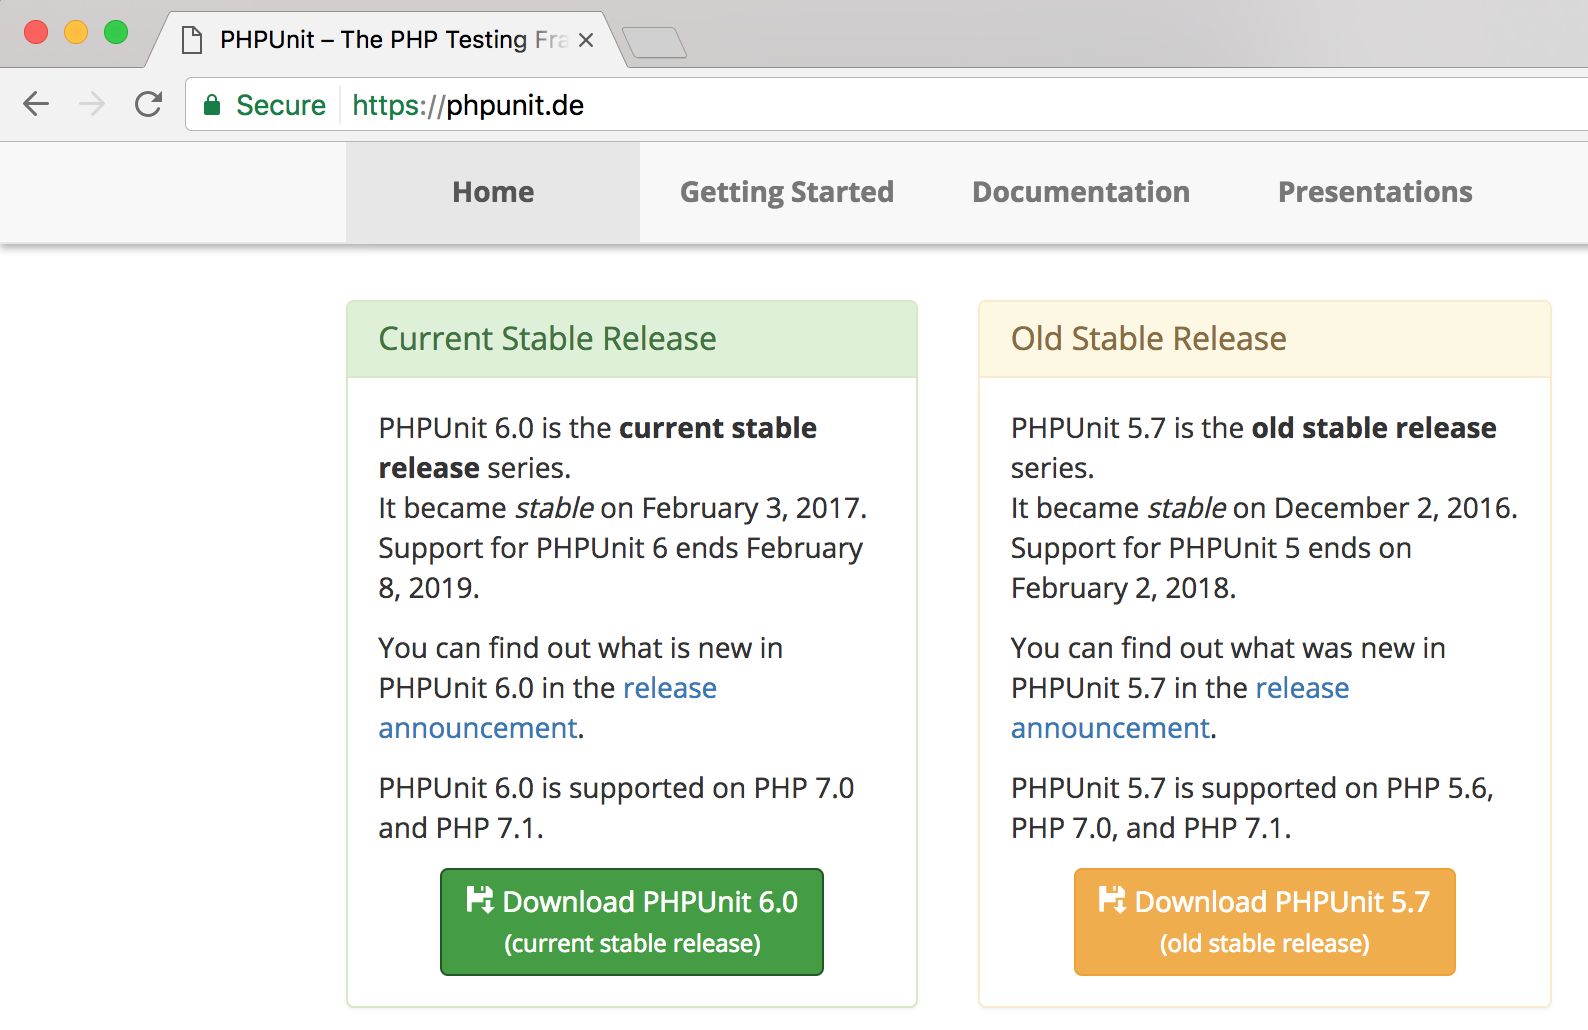 PHPUnit – The PHP Testing Fra
Secure https://phpunit.de
Home Getting Started Documentation Presentations
Current Stable Release
PHPUnit 6.0 is the current stable
release series.
It became stable on February 3, 2017.
Support for PHPUnit 6 ends February
8, 2019.
You can find out what is new in
PHPUnit 6.0 in the release
announcement.
PHPUnit 6.0 is supported on PHP 7.0
and PHP 7.1.
Download PHPUnit 6.0
(current stable release)
Old Stable Release
PHPUnit 5.7 is the old stable release
series.
It became stable on December 2, 2016.
Support for PHPUnit 5 ends on
February 2, 2018.
You can find out what was new in
PHPUnit 5.7 in the release
announcement.
PHPUnit 5.7 is supported on PHP 5.6,
PHP 7.0, and PHP 7.1.
Download PHPUnit 5.7
(old stable release)